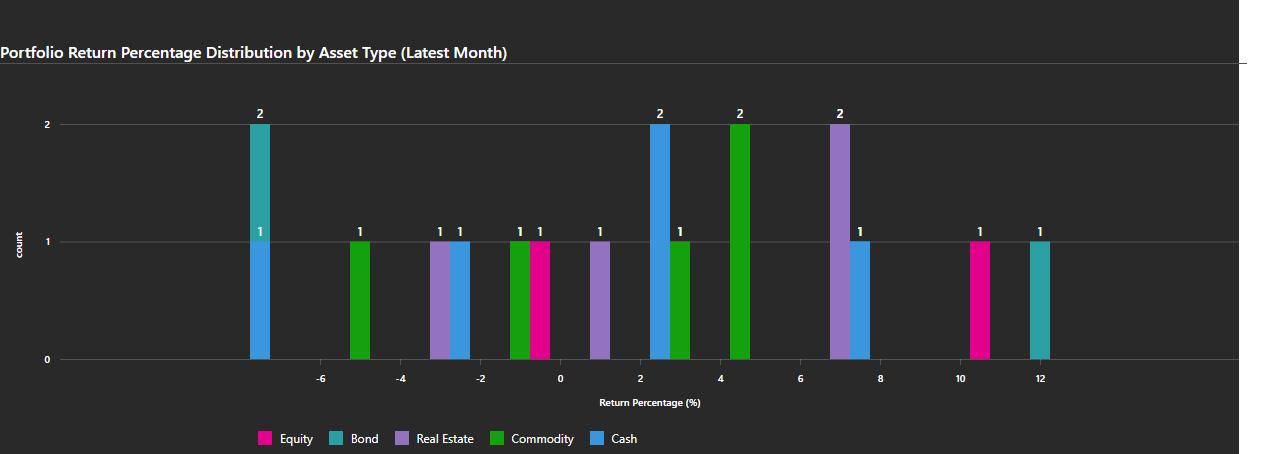 Portfolio Return Percentage Distribution by Asset Type (Latest Month)
2 2 2 2
2
1 1 1 1 1 1 1 1 1 1 1
1
count
0
-6 -4 -2 0 2 4 6 8 10 12
Return Percentage (%)
Equity Bond Real Estate Commodity Cash